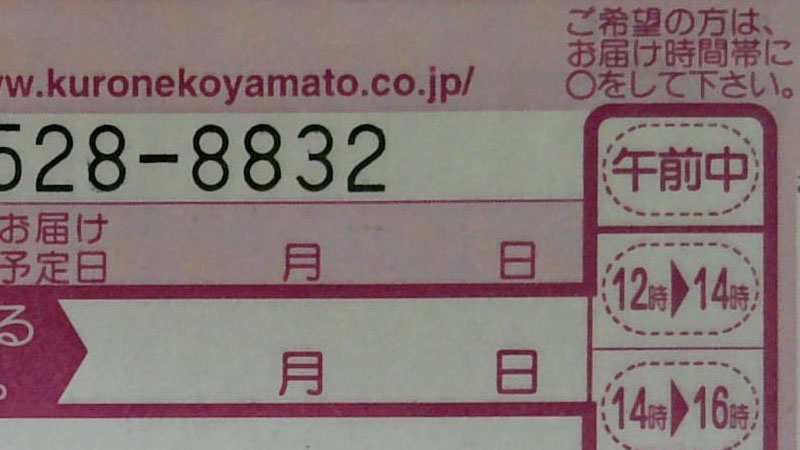 ww.kuronekoyamato.co.jp/
ご希望の方は、
お届け時間帯に
○をして下さい。
528-8832
午前中
お届け
予定日 月 日
12時▶14時
る
。
月 日
14時▶16時